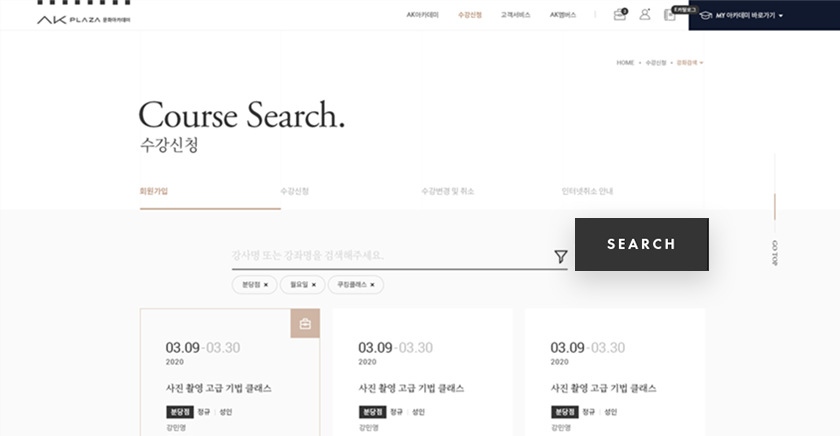 AK PLAZA 문화아카데미
AK아카데미 수강신청 고객서비스 AK멤버스
MY 아카데미 바로가기
HOME 수강신청 강좌검색
Course Search.
수강신청
회원가입 수강신청 수강변경 및 취소 인터넷취소 안내
강사명 또는 강좌명을 검색해주세요.
SEARCH
GO TOP
분당점 × 월요일 × 쿠킹클래스 ×
03.09-03.30
2020
사진 촬영 고급 기법 클래스
분당점 정규 | 성인
강민영
03.09-03.30
2020
사진 촬영 고급 기법 클래스
분당점 정규 | 성인
강민영
03.09-03.30
2020
사진 촬영 고급 기법 클래스
분당점 정규 | 성인
강민영